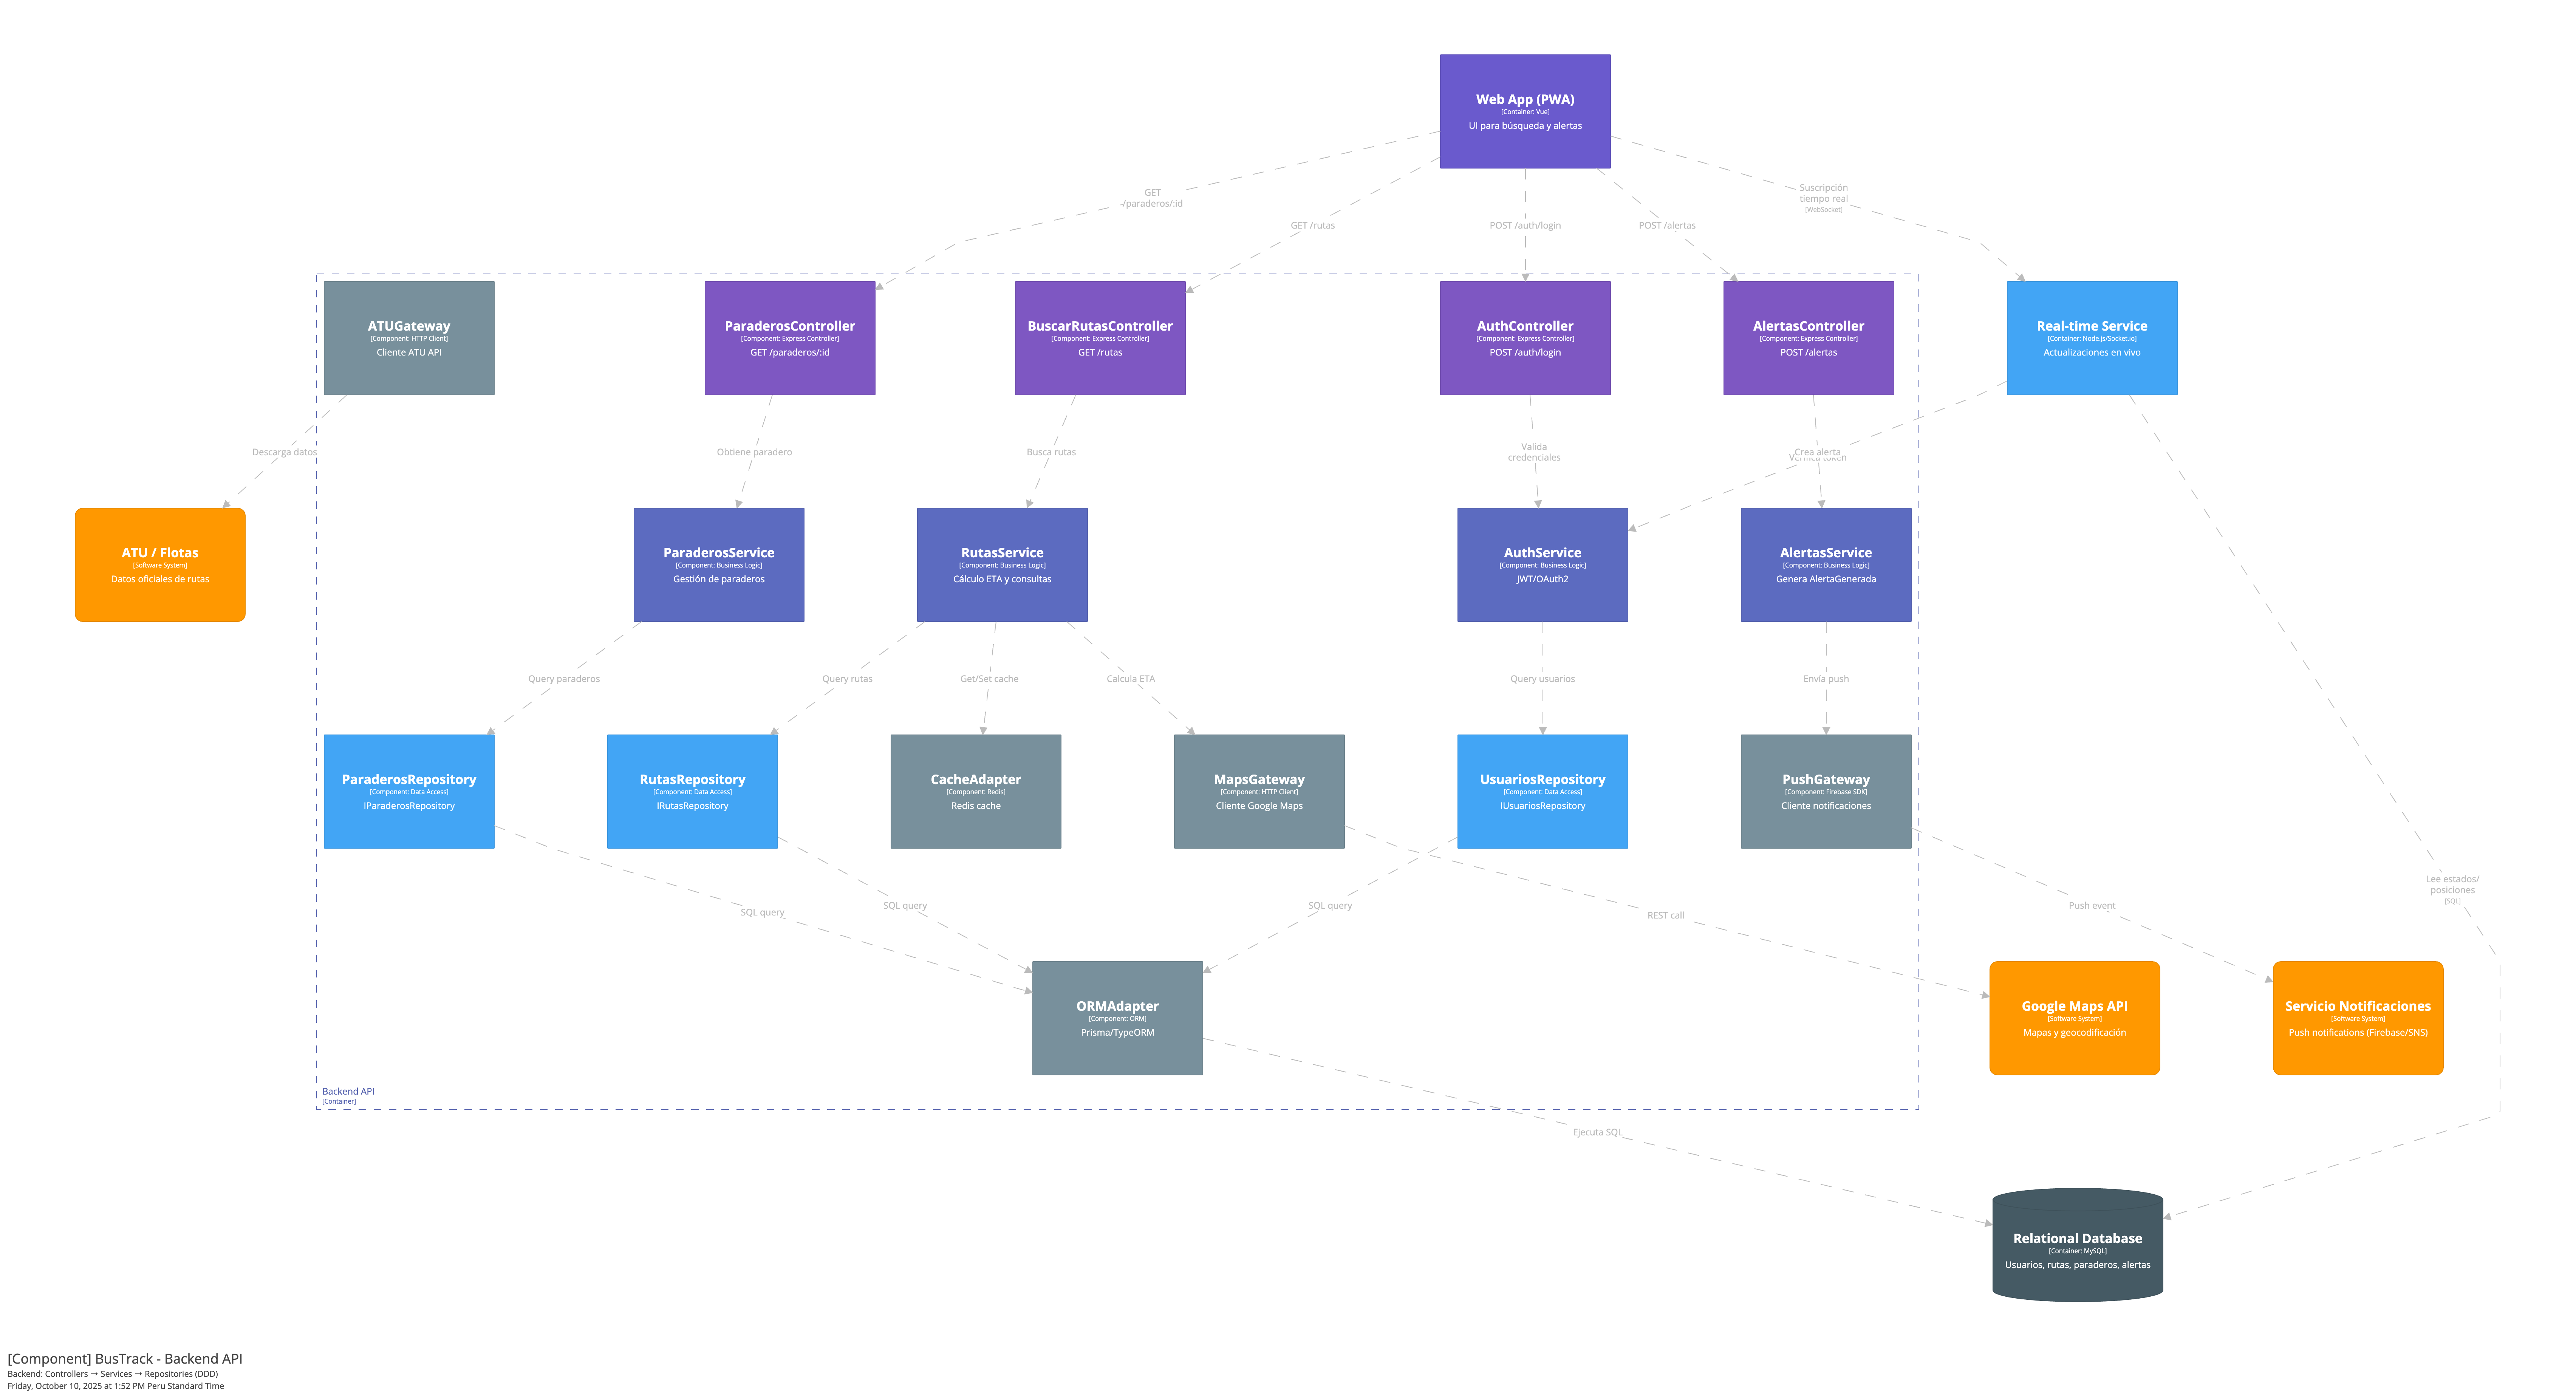 Web App (PWA)
[Container: Vue]
UI para búsqueda y alertas
GET
/paraderos/:id
GET /rutas
POST /auth/login
POST /alertas
Suscripción
tiempo real
[WebSocket]
ATUGateway
[Component: HTTP Client]
Cliente ATU API
ParaderosController
[Component: Express Controller]
GET /paraderos/:id
BuscarRutasController
[Component: Express Controller]
GET /rutas
AuthController
[Component: Express Controller]
POST /auth/login
AlertasController
[Component: Express Controller]
POST /alertas
Real-time Service
[Container: Node.js/Socket.io]
Actualizaciones en vivo
Descarga datos
Obtiene paradero
Busca rutas
Valida
credenciales
Crea alerta
Verifica token
ATU / Flotas
[Software System]
Datos oficiales de rutas
ParaderosService
[Component: Business Logic]
Gestión de paraderos
RutasService
[Component: Business Logic]
Cálculo ETA y consultas
AuthService
[Component: Business Logic]
JWT/OAuth2
AlertasService
[Component: Business Logic]
Genera AlertaGenerada
Query paraderos
Query rutas
Get/Set cache
Calcula ETA
Query usuarios
Envía push
ParaderosRepository
[Component: Data Access]
IParaderosRepository
RutasRepository
[Component: Data Access]
IRutasRepository
CacheAdapter
[Component: Redis]
Redis cache
MapsGateway
[Component: HTTP Client]
Cliente Google Maps
UsuariosRepository
[Component: Data Access]
IUsuariosRepository
PushGateway
[Component: Firebase SDK]
Cliente notificaciones
SQL query
SQL query
SQL query
REST call
Push event
Lee estados/
posiciones
[SQL]
ORMAdapter
[Component: ORM]
Prisma/TypeORM
Google Maps API
[Software System]
Mapas y geocodificación
Servicio Notificaciones
[Software System]
Push notifications (Firebase/SNS)
Backend API
[Container]
Ejecuta SQL
Relational Database
[Container: MySQL]
Usuarios, rutas, paraderos, alertas
[Component] BusTrack - Backend API
Backend: Controllers → Services → Repositories (DDD)
Friday, October 10, 2025 at 1:52 PM Peru Standard Time